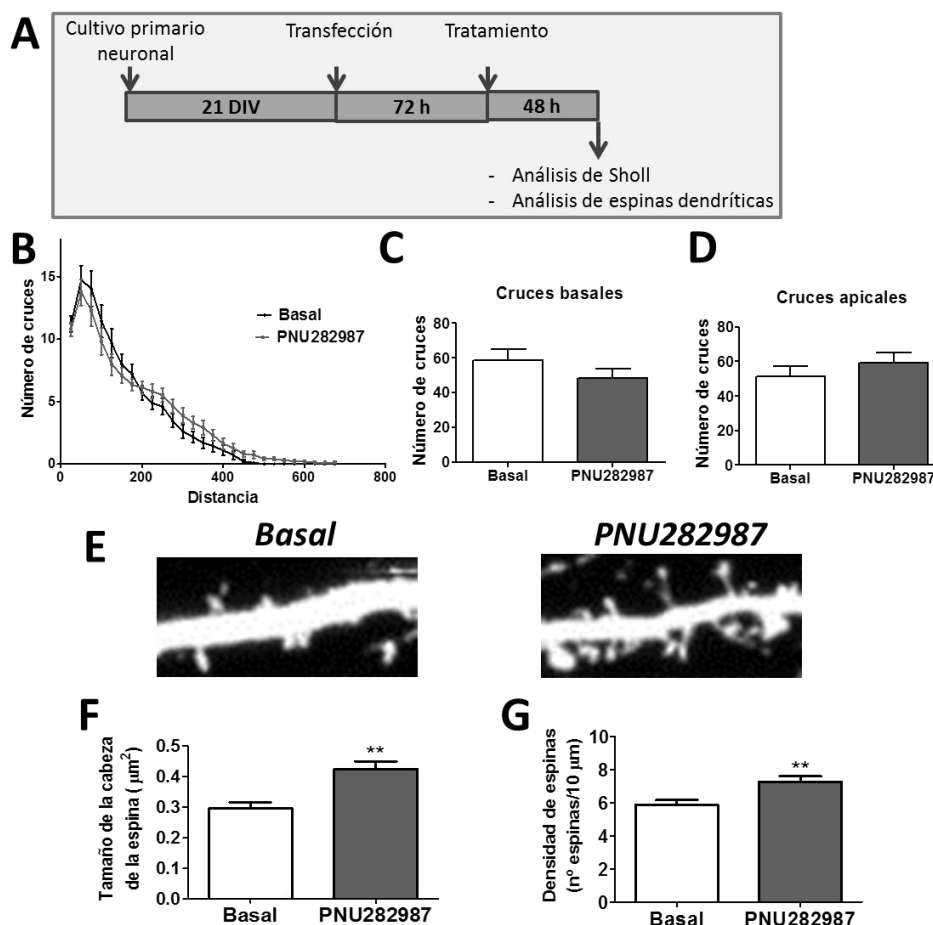 A
Cultivo primario
neuronal
Transfección
Tratamiento
21 DIV
72 h
48 h
- Análisis de Sholl
- Análisis de espinas dendríticas
B
Número de cruces
15
10
5
0
0
200
400
600
800
Distancia
Basal
PNU282987
C
Cruces basales
Número de cruces
80
60
40
20
0
Basal
PNU282987
D
Cruces apicales
Número de cruces
80
60
40
20
0
Basal
PNU282987
E
Basal
PNU282987
F
Tamaño de la cabeza
de la espina ( µm²)
0.5
0.4
0.3
0.2
0.1
0.0
**
Basal
PNU282987
G
Densidad de espinas
(nº espinas/10 µm)
10
8
6
4
2
0
**
Basal
PNU282987